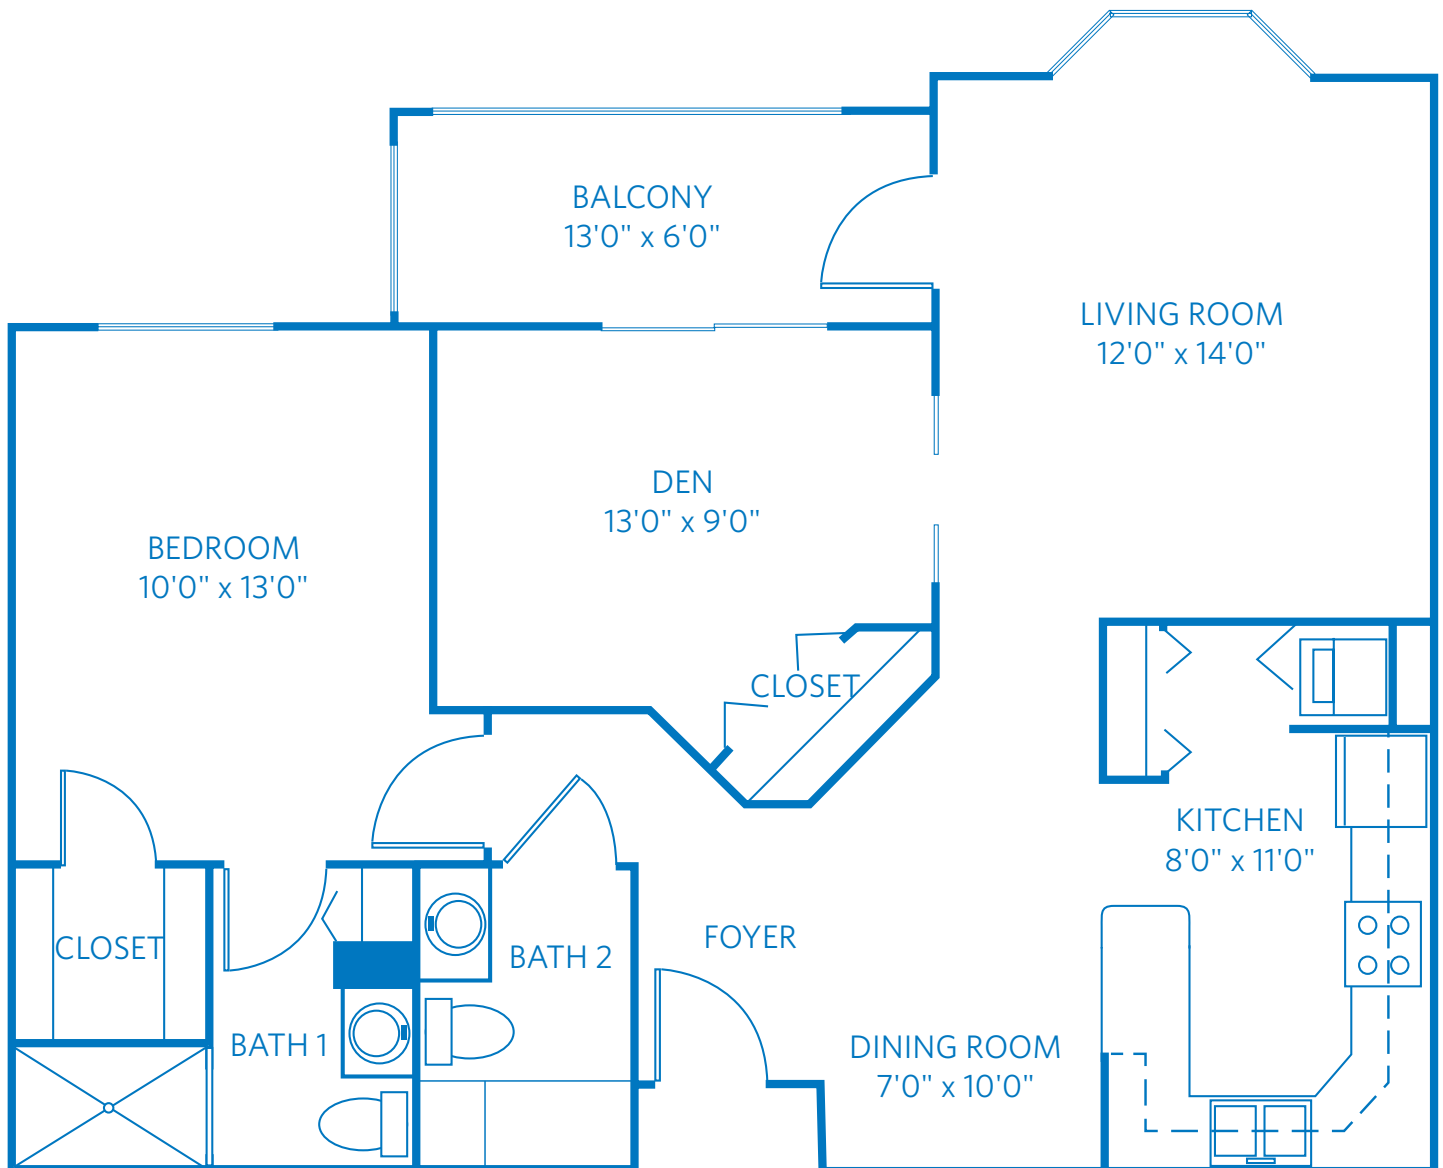 BALCONY
13'0" x 6'0"
LIVING ROOM
12'0" x 14'0"
DEN
13'0" x 9'0"
BEDROOM
10'0" x 13'0"
CLOSET
KITCHEN
8'0" x 11'0"
CLOSET
BATH 2
FOYER
BATH 1
DINING ROOM
7'0" x 10'0"